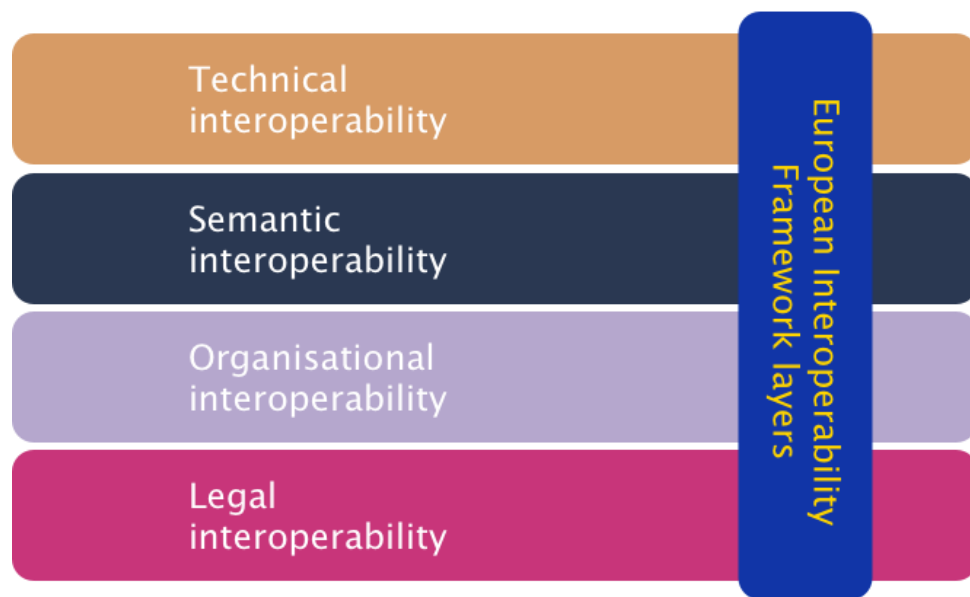 Technical
interoperability
Semantic
interoperability
Organisational
interoperability
Legal
interoperability
European Interoperability
Framework layers